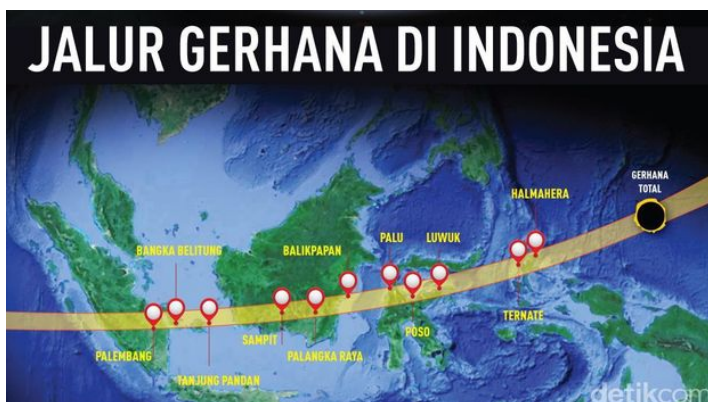 JALUR GERHANA DI INDONESIA
GERHANA
TOTAL
HALMAHERA
BANGKA BELITUNG
BALIKPAPAN
PALU
LUWUK
PALEMBANG
SAMPIT
PALANGKA RAYA
POSO
TERNATE
TANJUNG PANDAN
detikcom